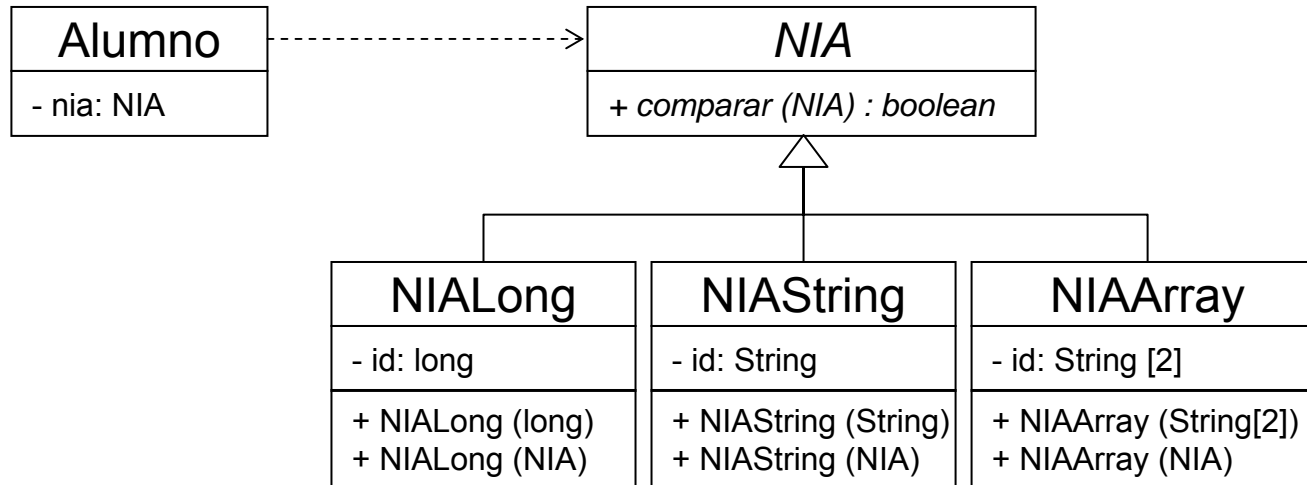 Alumno
- nia: NIA
NIA
+ comparar (NIA) : boolean
NIALong
- id: long
+ NIALong (long)
+ NIALong (NIA)
NIAString
- id: String
+ NIAString (String)
+ NIAString (NIA)
NIAArray
- id: String [2]
+ NIAArray (String[2])
+ NIAArray (NIA)